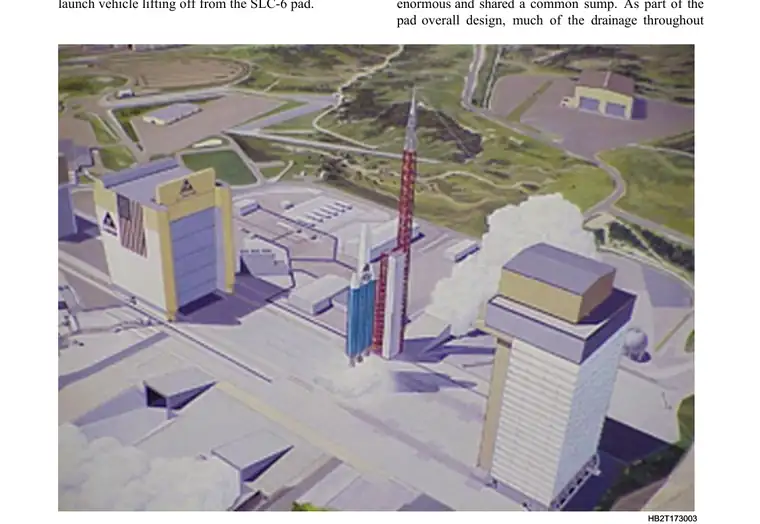 launch vehicle lifting off from the SLC-6 pad.
enormous and shared a common sump. As part of the
pad overall design, much of the drainage throughout
HB2T173003